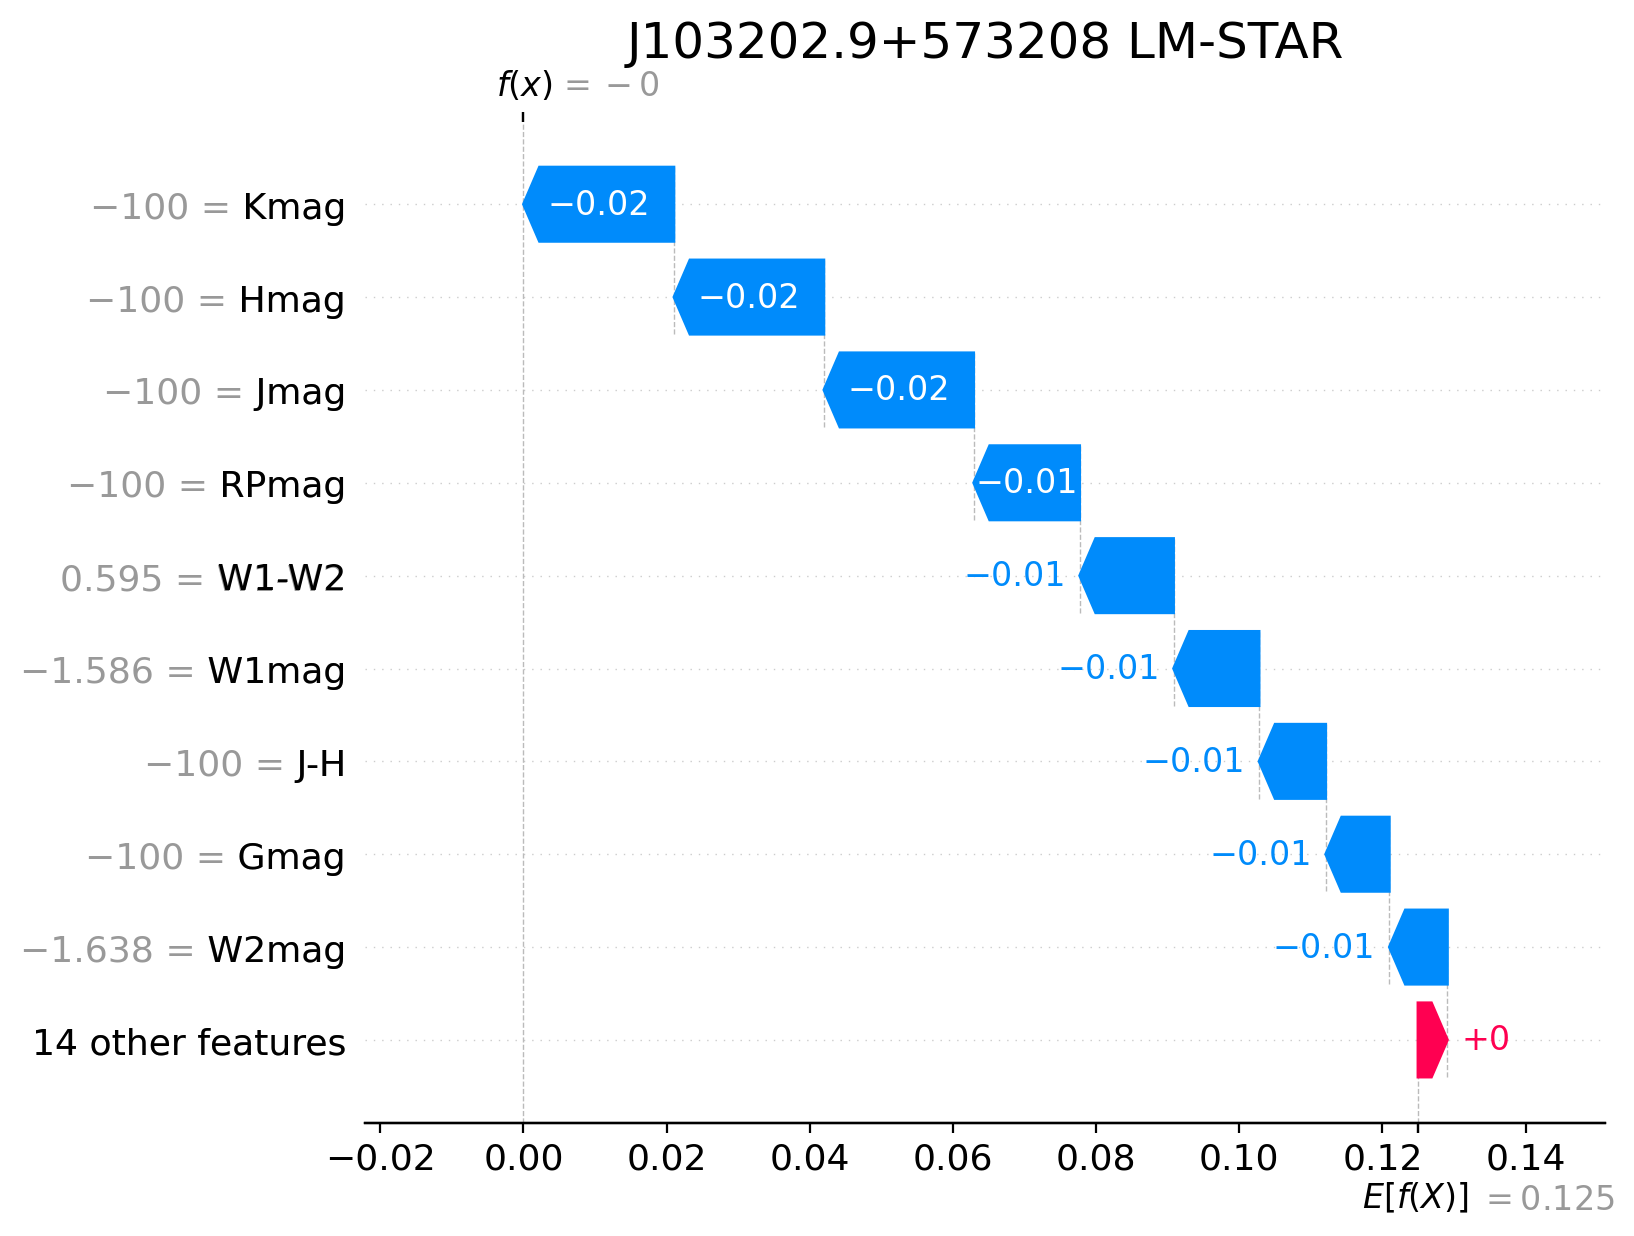 J103202.9+573208 LM-STAR
f(x) = −0
−100 = Kmag
−0.02
−100 = Hmag
−0.02
−100 = Jmag
−0.02
−100 = RPmag
−0.01
0.595 = W1-W2
−0.01
−1.586 = W1mag
−0.01
−100 = J-H
−0.01
−100 = Gmag
−0.01
−1.638 = W2mag
−0.01
14 other features
+0
−0.02 0.00 0.02 0.04 0.06 0.08 0.10 0.12 0.14
E[f(X)] = 0.125